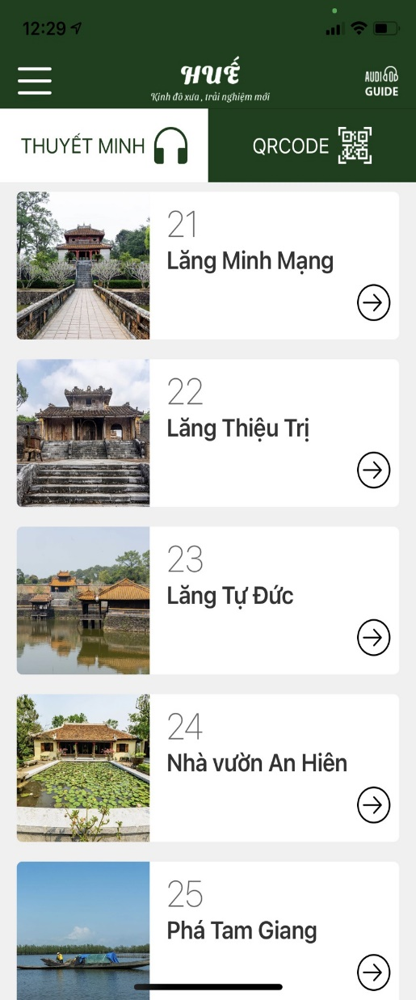 12:29
HUẾ
Kinh đô xưa , trải nghiệm mới
AUDIO
GUIDE
THUYẾT MINH
QRCODE
21
Lăng Minh Mạng
22
Lăng Thiệu Trị
23
Lăng Tự Đức
24
Nhà vườn An Hiên
25
Phá Tam Giang